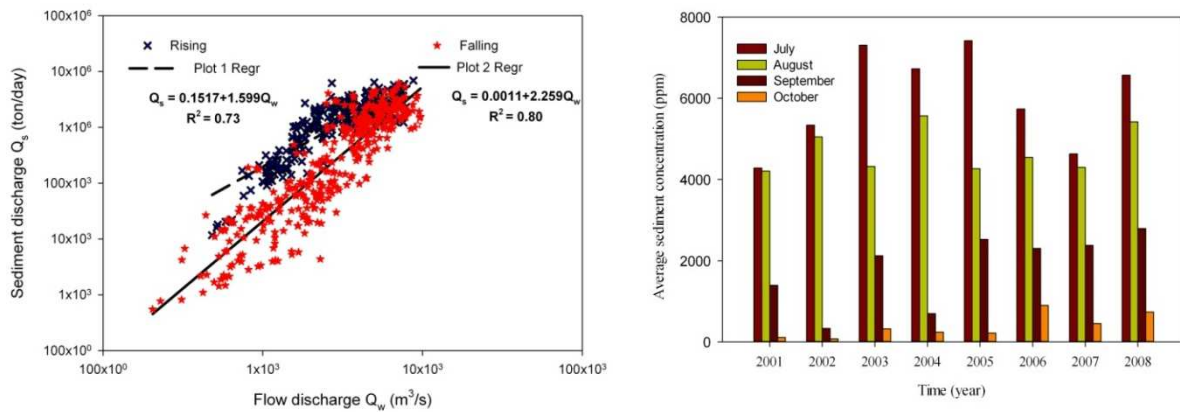 100x10⁶
10x10⁶
1x10⁶
100x10³
10x10³
1x10³
100x10⁰
Sediment discharge Qₛ (ton/day)
Rising
Plot 1 Regr
Qₛ = 0.1517+1.599Q_w
R² = 0.73
Falling
Plot 2 Regr
Qₛ = 0.0011+2.259Q_w
R² = 0.80
100x10⁰
1x10³
10x10³
100x10³
Flow discharge Q_w (m³/s)
8000
6000
4000
2000
0
Average sediment concentration (ppm)
July
August
September
October
2001
2002
2003
2004
2005
2006
2007
2008
Time (year)